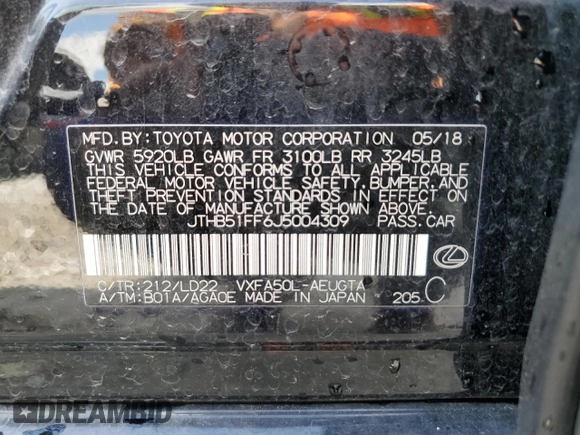 MFD. BY: TOYOTA MOTOR CORPORATION 05/18
GVWR 5920LB GAWR FR 3100LB RR 3245LB
THIS VEHICLE CONFORMS TO ALL APPLICABLE
FEDERAL MOTOR VEHICLE SAFETY, BUMPER, AND
THEFT PREVENTION STANDARDS IN EFFECT ON
THE DATE OF MANUFACTURE SHOWN ABOVE.
JTHB51FF6J5004309 PASS. CAR
C/TR: 212/LD22 VXFA50L-AEUGTA
A/TM: B01A/AGA0E MADE IN JAPAN 205 C
DREAMBID